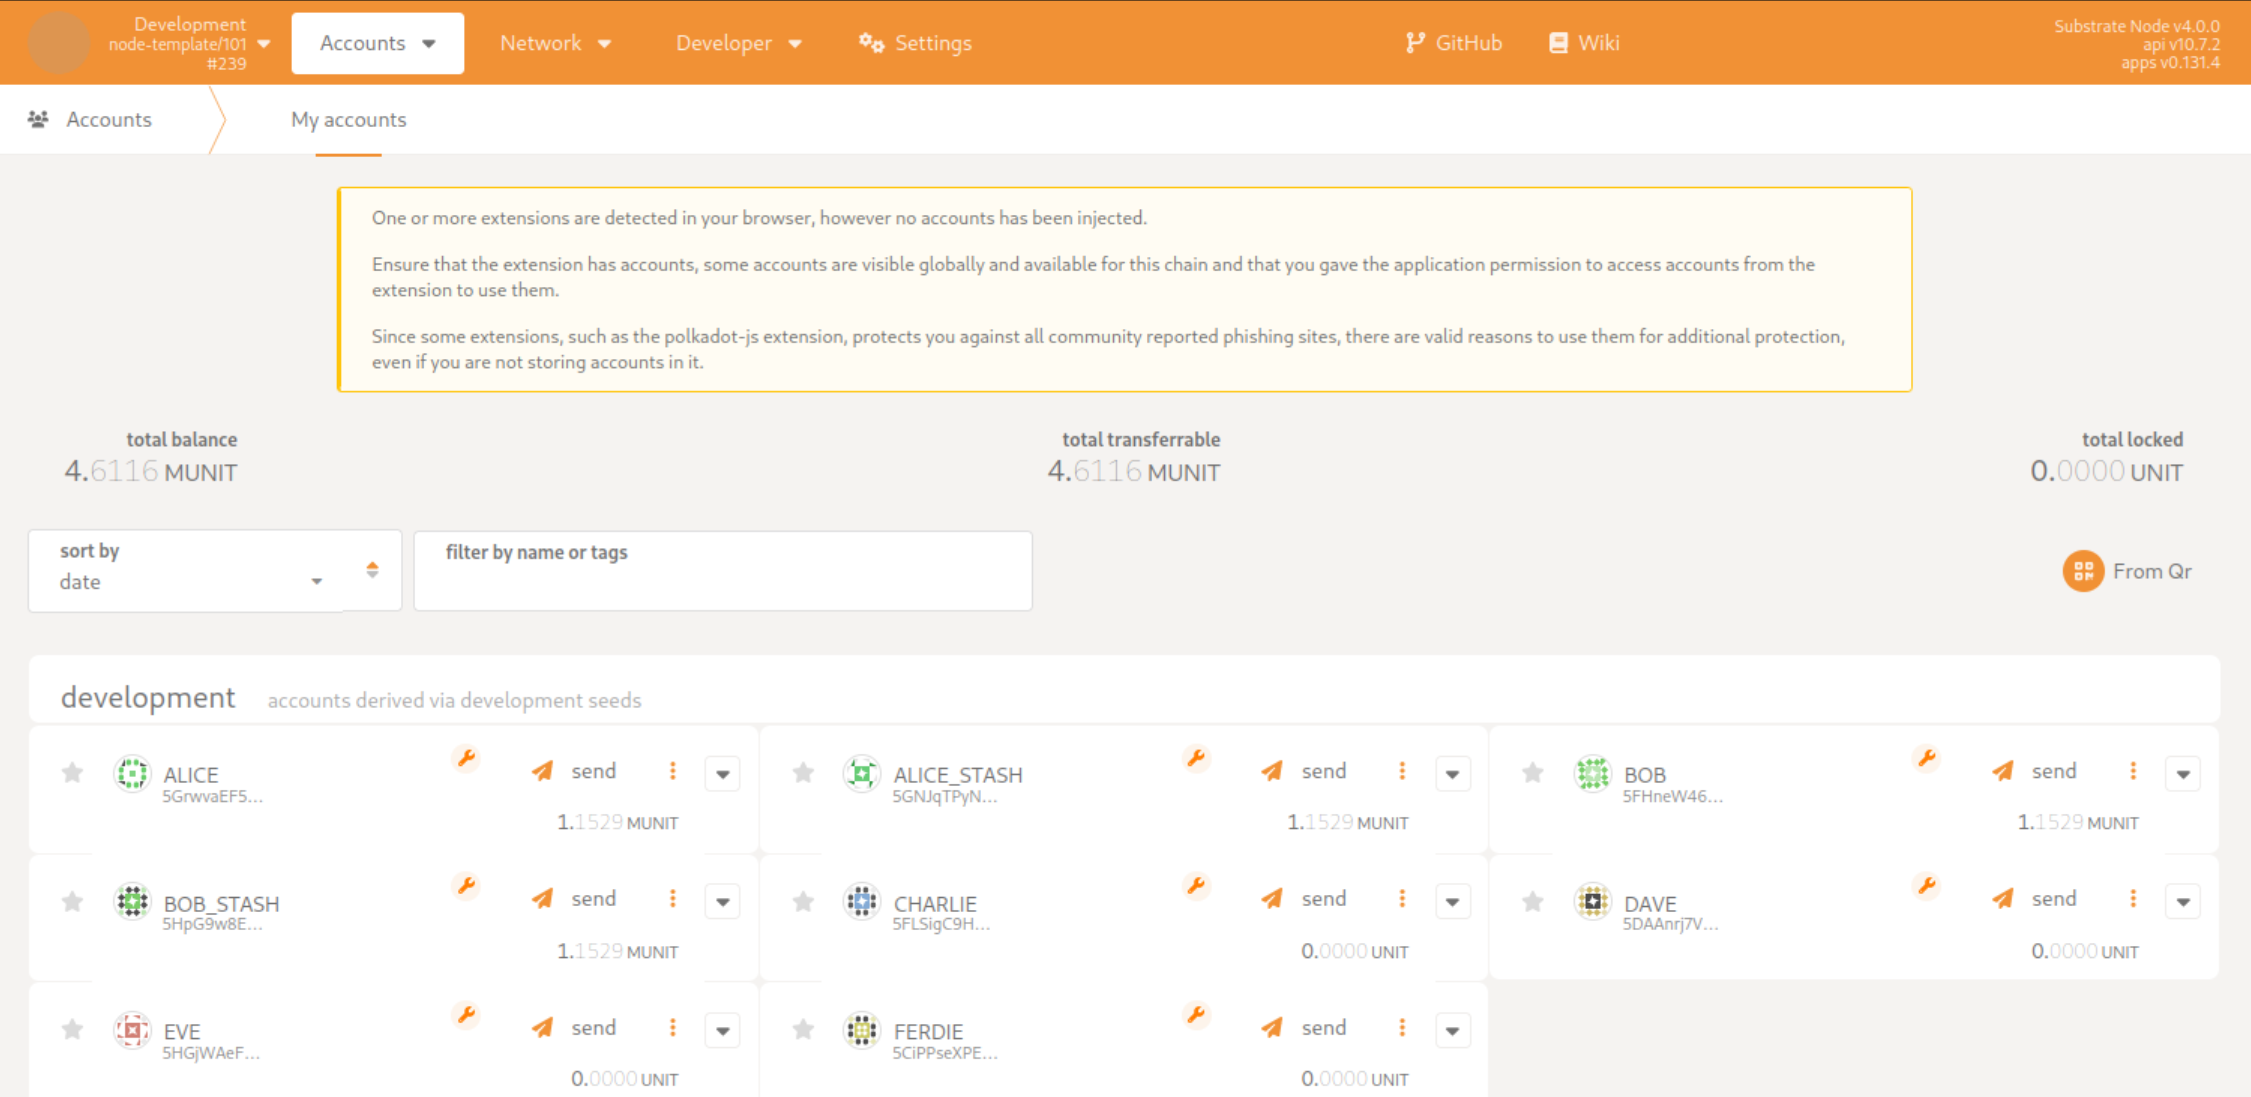 Development
node-template/101
#239
Accounts
Network
Developer
Settings
GitHub
Wiki
Substrate Node v4.0.0
api v10.7.2
apps v0.131.4
Accounts
My accounts
One or more extensions are detected in your browser, however no accounts has been injected.
Ensure that the extension has accounts, some accounts are visible globally and available for this chain and that you gave the application permission to access accounts from the
extension to use them.
Since some extensions, such as the polkadot-js extension, protects you against all community reported phishing sites, there are valid reasons to use them for additional protection,
even if you are not storing accounts in it.
total balance
4.6116 MUNIT
total transferrable
4.6116 MUNIT
total locked
0.0000 UNIT
sort by
date
filter by name or tags
From Qr
development accounts derived via development seeds
ALICE
5GrwvaEF5...
send
1.1529 MUNIT
ALICE_STASH
5GNJqTPyN...
send
1.1529 MUNIT
BOB
5FHneW46...
send
1.1529 MUNIT
BOB_STASH
5HpG9w8E...
send
1.1529 MUNIT
CHARLIE
5FLSigC9H...
send
0.0000 UNIT
DAVE
5DAAnrj7V...
send
0.0000 UNIT
EVE
5HGjWAeF...
send
0.0000 UNIT
FERDIE
5CiPPseXPE...
send
0.0000 UNIT